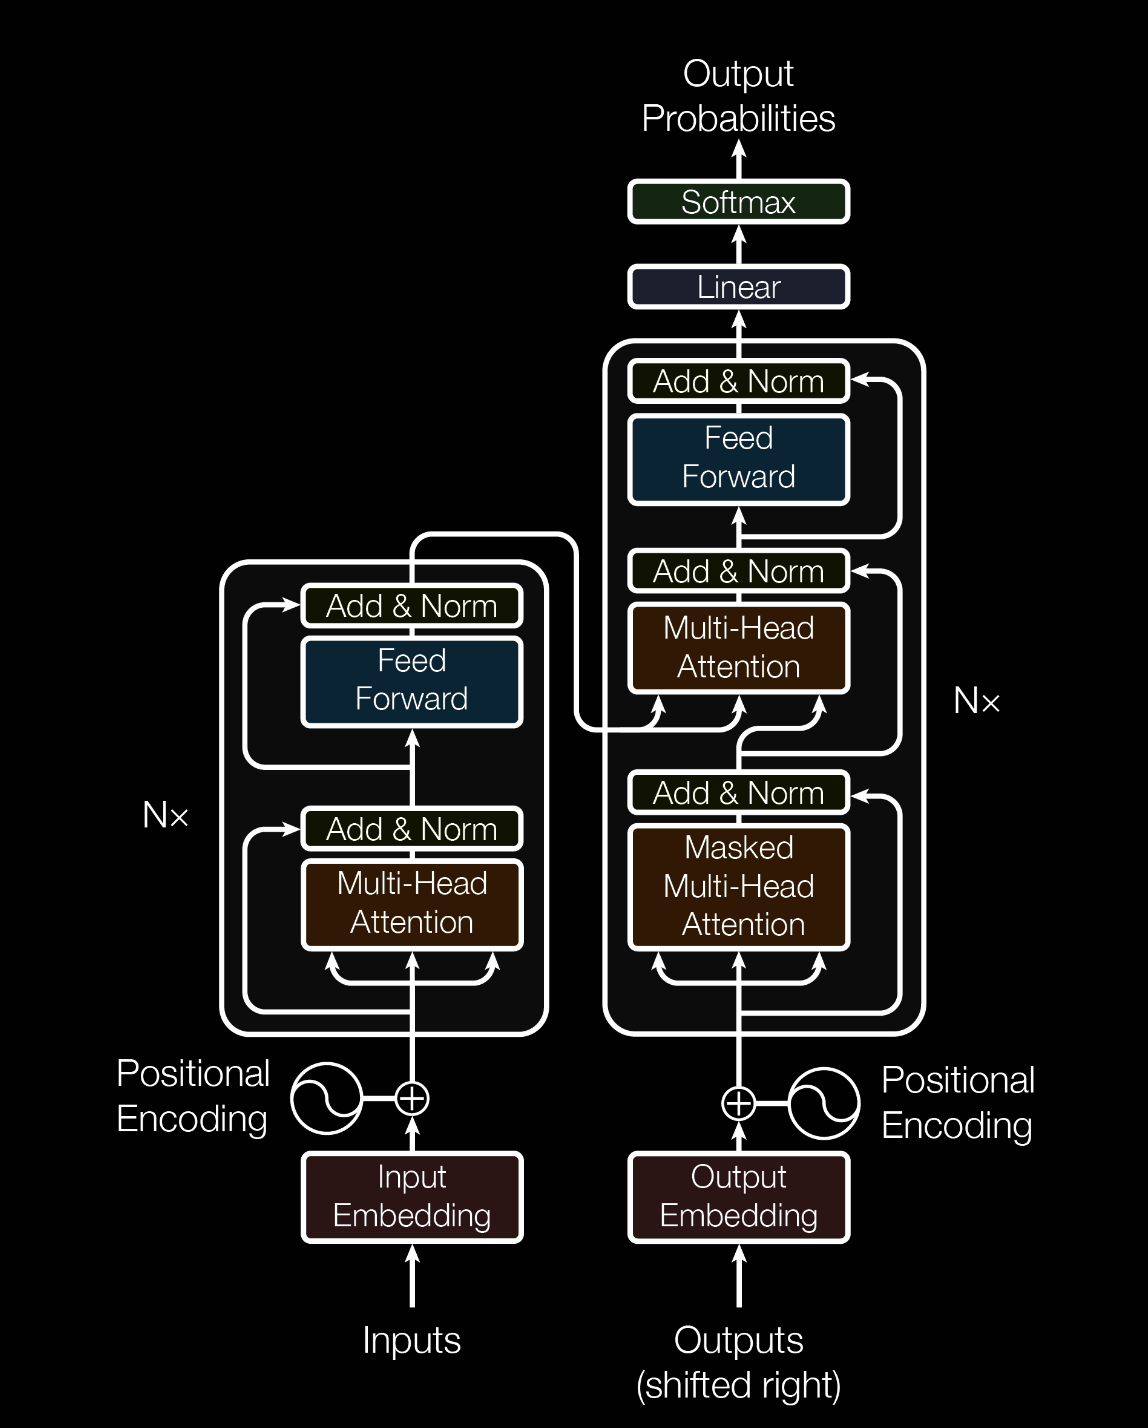 Output
Probabilities
Softmax
Linear
Add & Norm
Feed
Forward
Add & Norm
Multi-Head
Attention
Add & Norm
Masked
Multi-Head
Attention
N×
Add & Norm
Feed
Forward
Add & Norm
Multi-Head
Attention
N×
Positional
Encoding
Positional
Encoding
Input
Embedding
Output
Embedding
Inputs
Outputs
(shifted right)